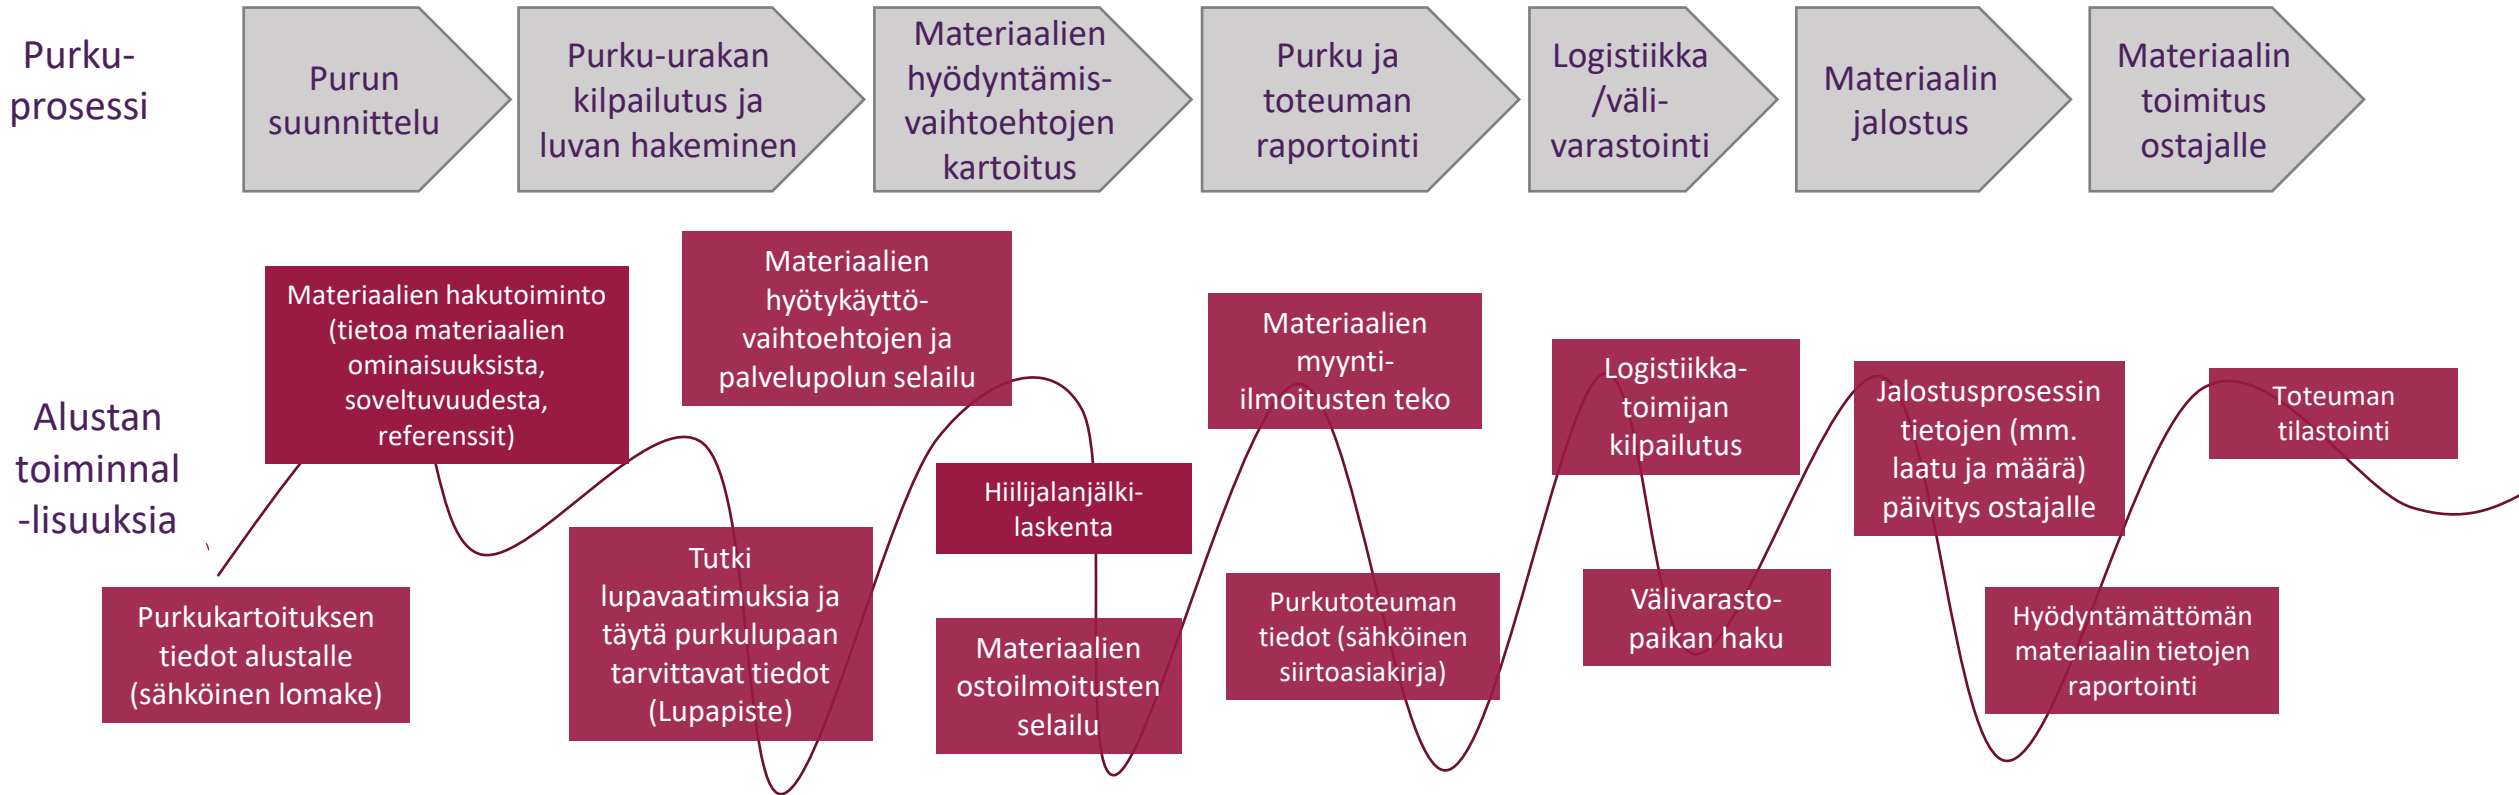 Purku-
prosessi
Purun
suunnittelu
Purku-urakan
kilpailutus ja
luvan hakeminen
Materiaalien
hyödyntämis-
vaihtoehtojen
kartoitus
Purku ja
toteuman
raportointi
Logistiikka
/väli-
varastointi
Materiaalin
jalostus
Materiaalin
toimitus
ostajalle
Alustan
toiminnal
-lisuuksia
Purkukartoituksen
tiedot alustalle
(sähköinen lomake)
Materiaalien hakutoiminto
(tietoa materiaalien
ominaisuuksista,
soveltuvuudesta,
referenssit)
Tutki
lupavaatimuksia ja
täytä purkulupaan
tarvittavat tiedot
(Lupapiste)
Materiaalien
hyötykäyttö-
vaihtoehtojen ja
palvelupolun selailu
Hiilijalanjälki-
laskenta
Materiaalien
ostoilmoitusten
selailu
Materiaalien
myynti-
ilmoitusten teko
Purkutoteuman
tiedot (sähköinen
siirtoasiakirja)
Logistiikka-
toimijan
kilpailutus
Välivarasto-
paikan haku
Jalostusprosessin
tietojen (mm.
laatu ja määrä)
päivitys ostajalle
Hyödyntämättömän
materiaalin tietojen
raportointi
Toteuman
tilastointi